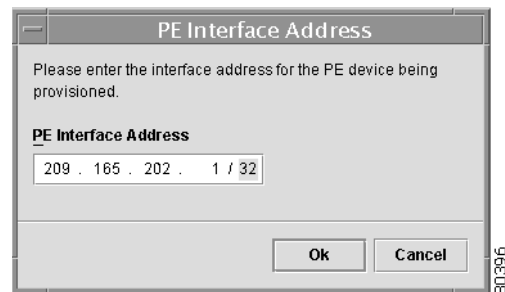 PE Interface Address
Please enter the interface address for the PE device being
provisioned.
PE Interface Address
209 . 165 . 202 . 1 / 32
Ok Cancel
80396